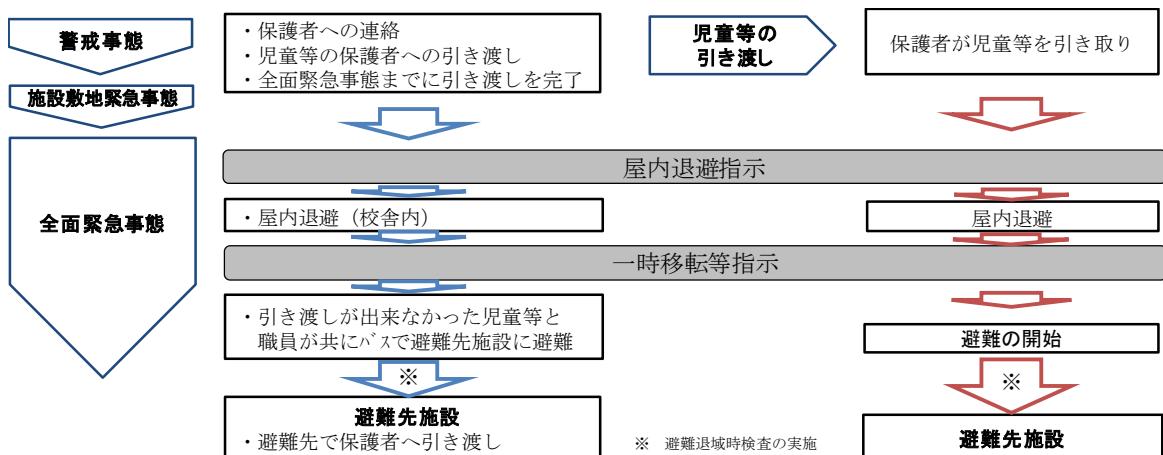 警戒事態
・保護者への連絡
・児童等の保護者への引き渡し
・全面緊急事態までに引き渡しを完了
児童等の
引き渡し
保護者が児童等を引き取り
施設敷地緊急事態
屋内退避指示
全面緊急事態
・屋内退避（校舎内）
屋内退避
一時移転等指示
・引き渡しが出来なかった児童等と
職員が共にﾊﾞｽで避難先施設に避難
避難の開始
※
※
避難先施設
・避難先で保護者へ引き渡し
※　避難退域時検査の実施
避難先施設